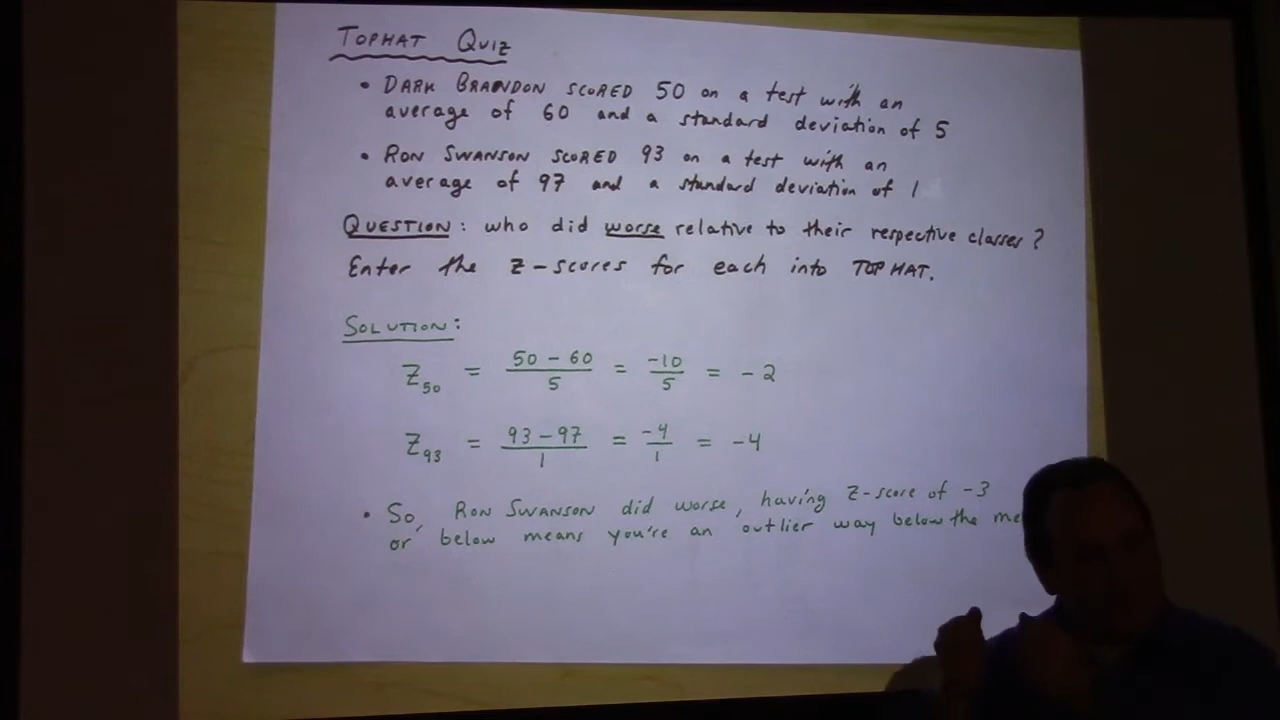 TOPHAT QUIZ
• DARK BRANDON SCORED 50 on a test with an
average of 60 and a standard deviation of 5
• RON SWANSON SCORED 93 on a test with an
average of 97 and a standard deviation of 1
QUESTION: who did worse relative to their respective classes?
Enter the z-scores for each into TOPHAT.
SOLUTION:
Z₅₀ = (50 - 60)/5 = -10/5 = -2
Z₉₃ = (93 - 97)/1 = -4/1 = -4
• So, RON SWANSON did worse, having z-score of -3
or below means you're an outlier way below the